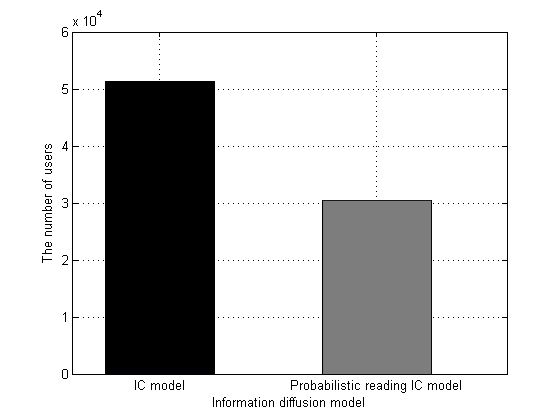 x 10^4
6
5
4
3
2
1
0
The number of users
IC model
Probabilistic reading IC model
Information diffusion model